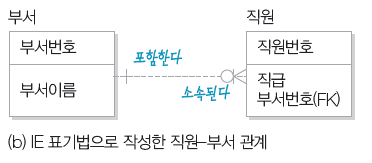 부서
직원
부서번호
직원번호
포함한다
부서이름
직급
소속된다
부서번호(FK)
(b) IE 표기법으로 작성한 직원-부서 관계